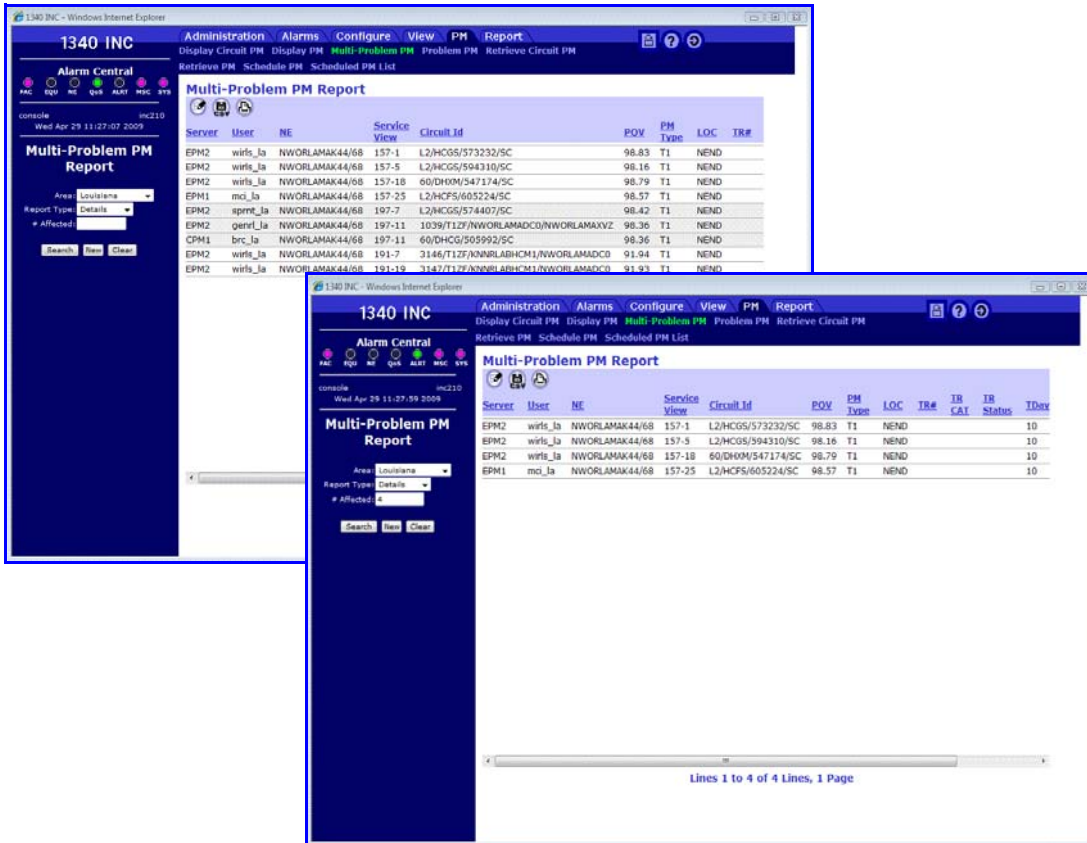 1340 INC - Windows Internet Explorer
1340 INC
Administration Alarms Configure View PM Report
Display Circuit PM Display PM Multi-Problem PM Problem PM Retrieve Circuit PM
Retrieve PM Schedule PM Scheduled PM List
Alarm Central
FAC EQU NE QoS ALRT MSC SYS
console inc210
Wed Apr 29 11:27:07 2009
Multi-Problem PM Report
Area: Louisiana
Report Type: Details
# Affected:
Search New Clear
Multi-Problem PM Report
CSV
Server User NE Service View Circuit Id POV PM Type LOC TR#
EPM2 wirls_la NWORLAMAK44/68 157-1 L2/HCGS/573232/SC 98.83 T1 NEND
EPM2 wirls_la NWORLAMAK44/68 157-5 L2/HCGS/594310/SC 98.16 T1 NEND
EPM2 wirls_la NWORLAMAK44/68 157-18 60/DHXM/547174/SC 98.79 T1 NEND
EPM1 mci_la NWORLAMAK44/68 157-25 L2/HCFS/605224/SC 98.57 T1 NEND
EPM2 sprnt_la NWORLAMAK44/68 197-7 L2/HCGS/574407/SC 98.42 T1 NEND
EPM2 genrl_la NWORLAMAK44/68 197-11 1039/T1ZF/NWORLAMADC0/NWORLAMAXVZ 98.36 T1 NEND
CPM1 brc_la NWORLAMAK44/68 197-11 60/DHCG/505992/SC 98.36 T1 NEND
EPM2 wirls_la NWORLAMAK44/68 191-7 3146/T1ZF/KNNRLABHCM1/NWORLAMADC0 91.94 T1 NEND
EPM2 wirls_la NWORLAMAK44/68 191-19 3147/T1ZF/KNNRLABHCM1/NWORLAMADC0 91.93 T1 NEND
1340 INC - Windows Internet Explorer
1340 INC
Administration Alarms Configure View PM Report
Display Circuit PM Display PM Multi-Problem PM Problem PM Retrieve Circuit PM
Retrieve PM Schedule PM Scheduled PM List
Alarm Central
FAC EQU NE QoS ALRT MSC SYS
console inc210
Wed Apr 29 11:27:59 2009
Multi-Problem PM Report
Area: Louisiana
Report Type: Details
# Affected: 4
Search New Clear
Multi-Problem PM Report
CSV
Server User NE Service View Circuit Id POV PM Type LOC TR# TR CAT TR Status TDay
EPM2 wirls_la NWORLAMAK44/68 157-1 L2/HCGS/573232/SC 98.83 T1 NEND 10
EPM2 wirls_la NWORLAMAK44/68 157-5 L2/HCGS/594310/SC 98.16 T1 NEND 10
EPM2 wirls_la NWORLAMAK44/68 157-18 60/DHXM/547174/SC 98.79 T1 NEND 10
EPM1 mci_la NWORLAMAK44/68 157-25 L2/HCFS/605224/SC 98.57 T1 NEND 10
Lines 1 to 4 of 4 Lines, 1 Page